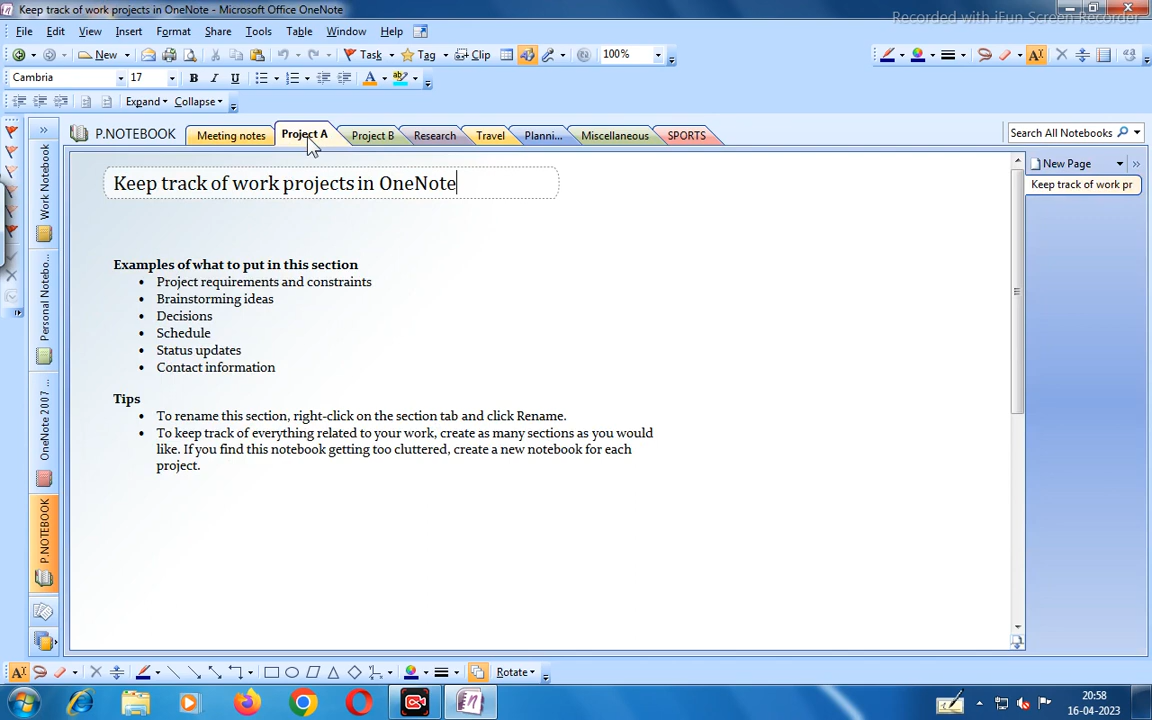 Keep track of work projects in OneNote - Microsoft Office OneNote
Recorded with iFun Screen Recorder
File Edit View Insert Format Share Tools Table Window Help
New Task Tag Clip 100%
Cambria 17 B I U A ab
Expand Collapse
P.NOTEBOOK Meeting notes Project A Project B Research Travel Planni... Miscellaneous SPORTS Search All Notebooks
Work Notebook
Personal Notebo...
OneNote 2007 ...
P.NOTEBOOK
New Page
Keep track of work pr
Keep track of work projects in OneNote
Examples of what to put in this section
• Project requirements and constraints
• Brainstorming ideas
• Decisions
• Schedule
• Status updates
• Contact information
Tips
• To rename this section, right-click on the section tab and click Rename.
• To keep track of everything related to your work, create as many sections as you would
like. If you find this notebook getting too cluttered, create a new notebook for each
project.
Rotate
20:58
16-04-2023